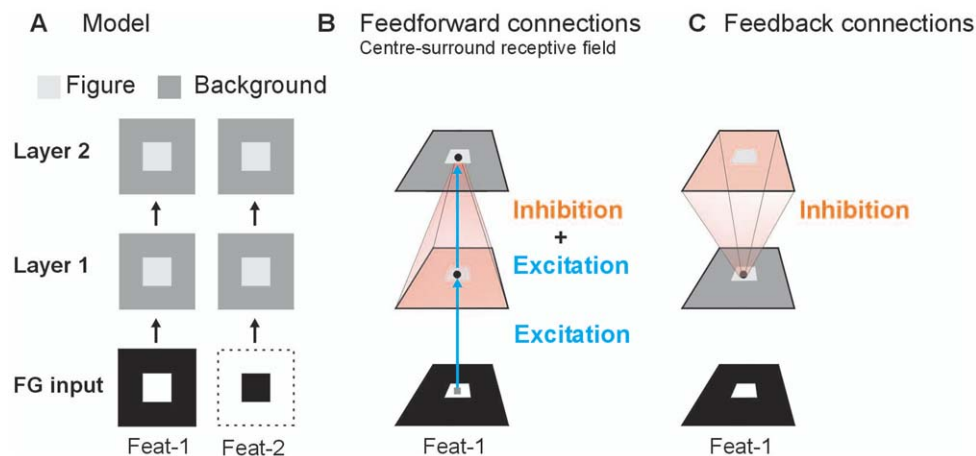 A Model
Figure Background
Layer 2
Layer 1
FG input
Feat-1 Feat-2
B Feedforward connections
Centre-surround receptive field
Inhibition
+
Excitation
Excitation
Feat-1
C Feedback connections
Inhibition
Feat-1